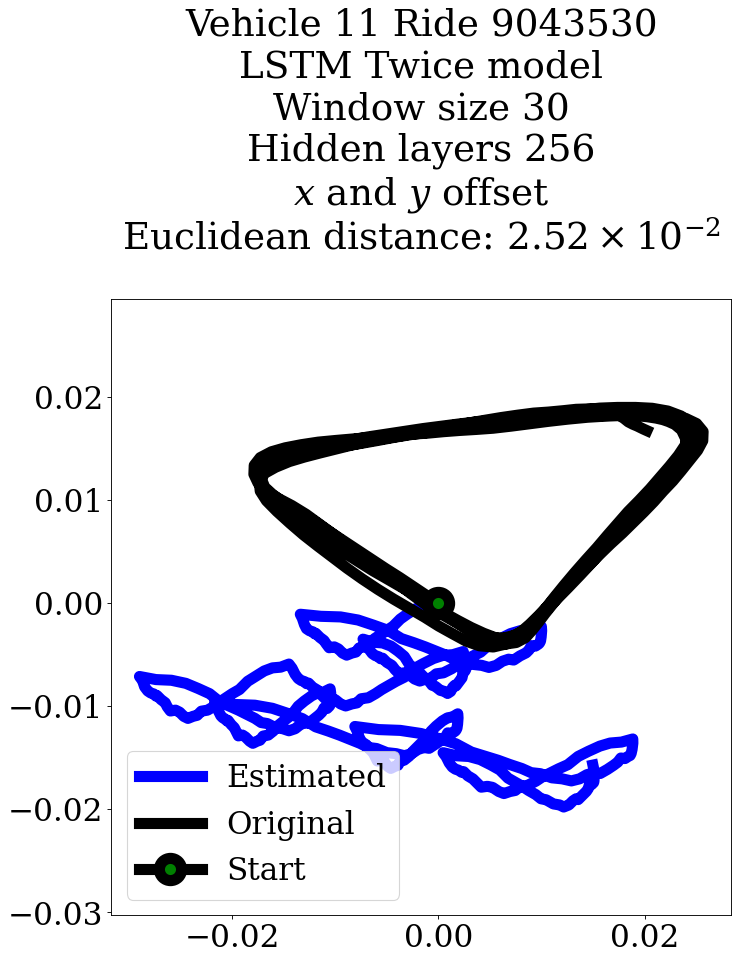 Vehicle 11 Ride 9043530
LSTM Twice model
Window size 30
Hidden layers 256
x and y offset
Euclidean distance: 2.52 × 10⁻²
0.02
0.01
0.00
−0.01
−0.02
−0.03
Estimated
Original
Start
−0.02
0.00
0.02